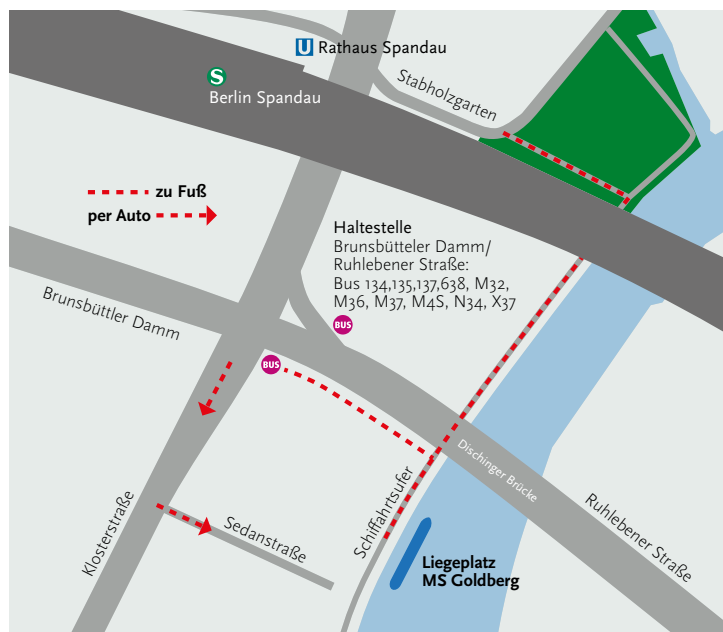 U Rathaus Spandau
S
Berlin Spandau
Stabholzgarten
zu Fuß
per Auto
Haltestelle
Brunsbütteler Damm/
Ruhlebener Straße:
Bus 134,135,137,638, M32,
M36, M37, M4S, N34, X37
BUS
Brunsbüttler Damm
BUS
Dischinger Brücke
Ruhlebener Straße
Schiffahrtsufer
Sedanstraße
Klosterstraße
Liegeplatz
MS Goldberg